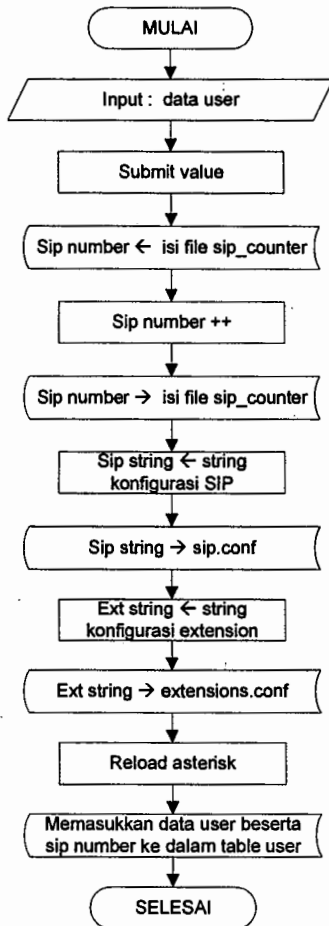 MULAI
Input : data user
Submit value
Sip number ← isi file sip_counter
Sip number ++
Sip number → isi file sip_counter
Sip string ← string
konfigurasi SIP
Sip string → sip.conf
Ext string ← string
konfigurasi extension
Ext string → extensions.conf
Reload asterisk
Memasukkan data user beserta
sip number ke dalam table user
SELESAI